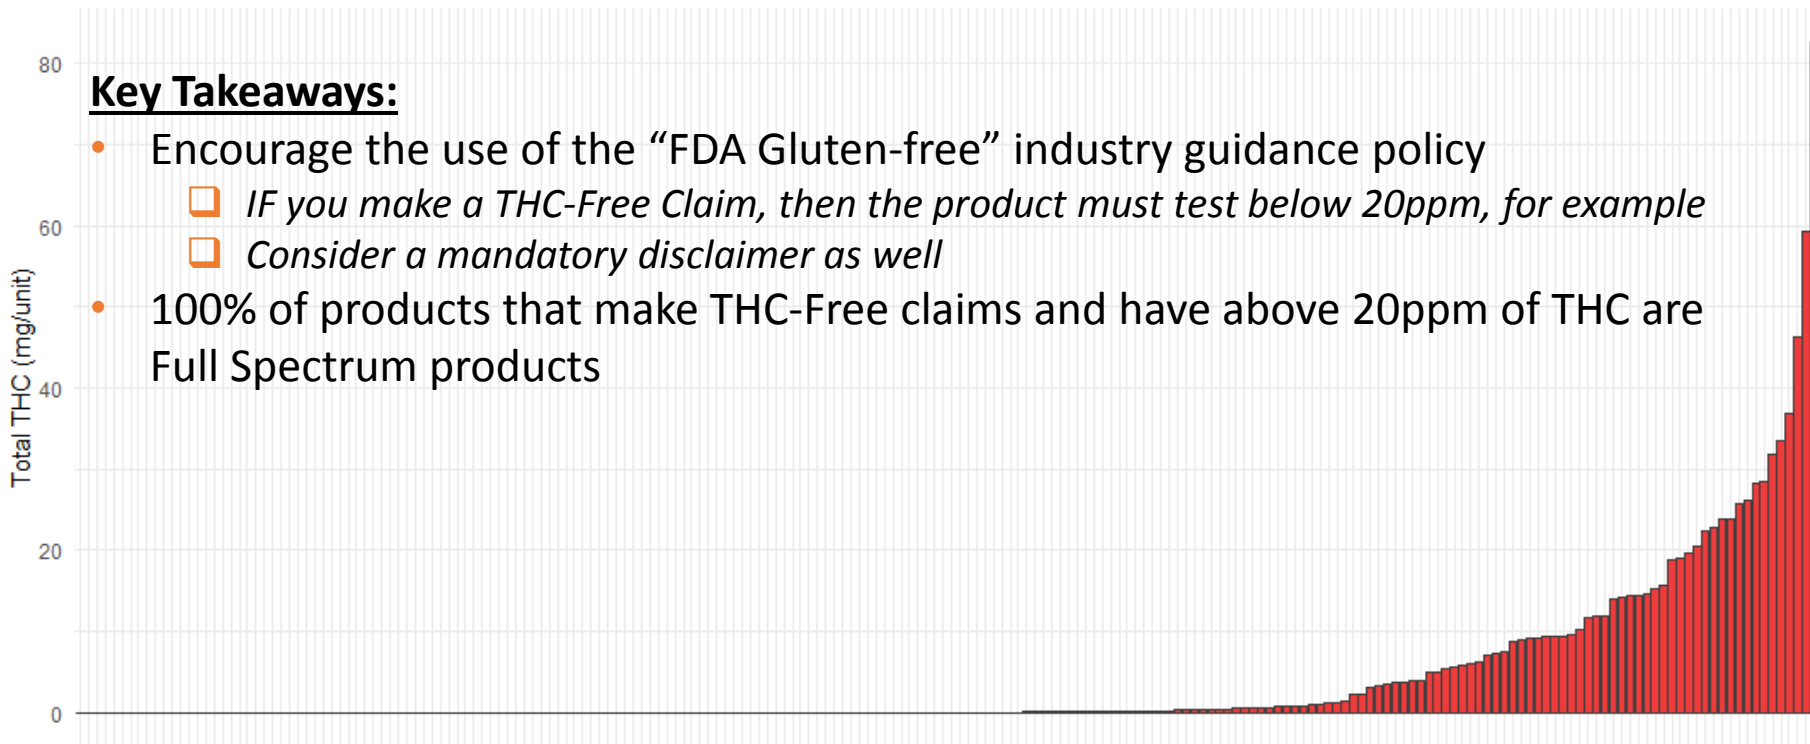 80
Key Takeaways:
• Encourage the use of the “FDA Gluten-free” industry guidance policy
❑ IF you make a THC-Free Claim, then the product must test below 20ppm, for example
60
❑ Consider a mandatory disclaimer as well
• 100% of products that make THC-Free claims and have above 20ppm of THC are
Full Spectrum products
40
Total THC (mg/unit)
20
0